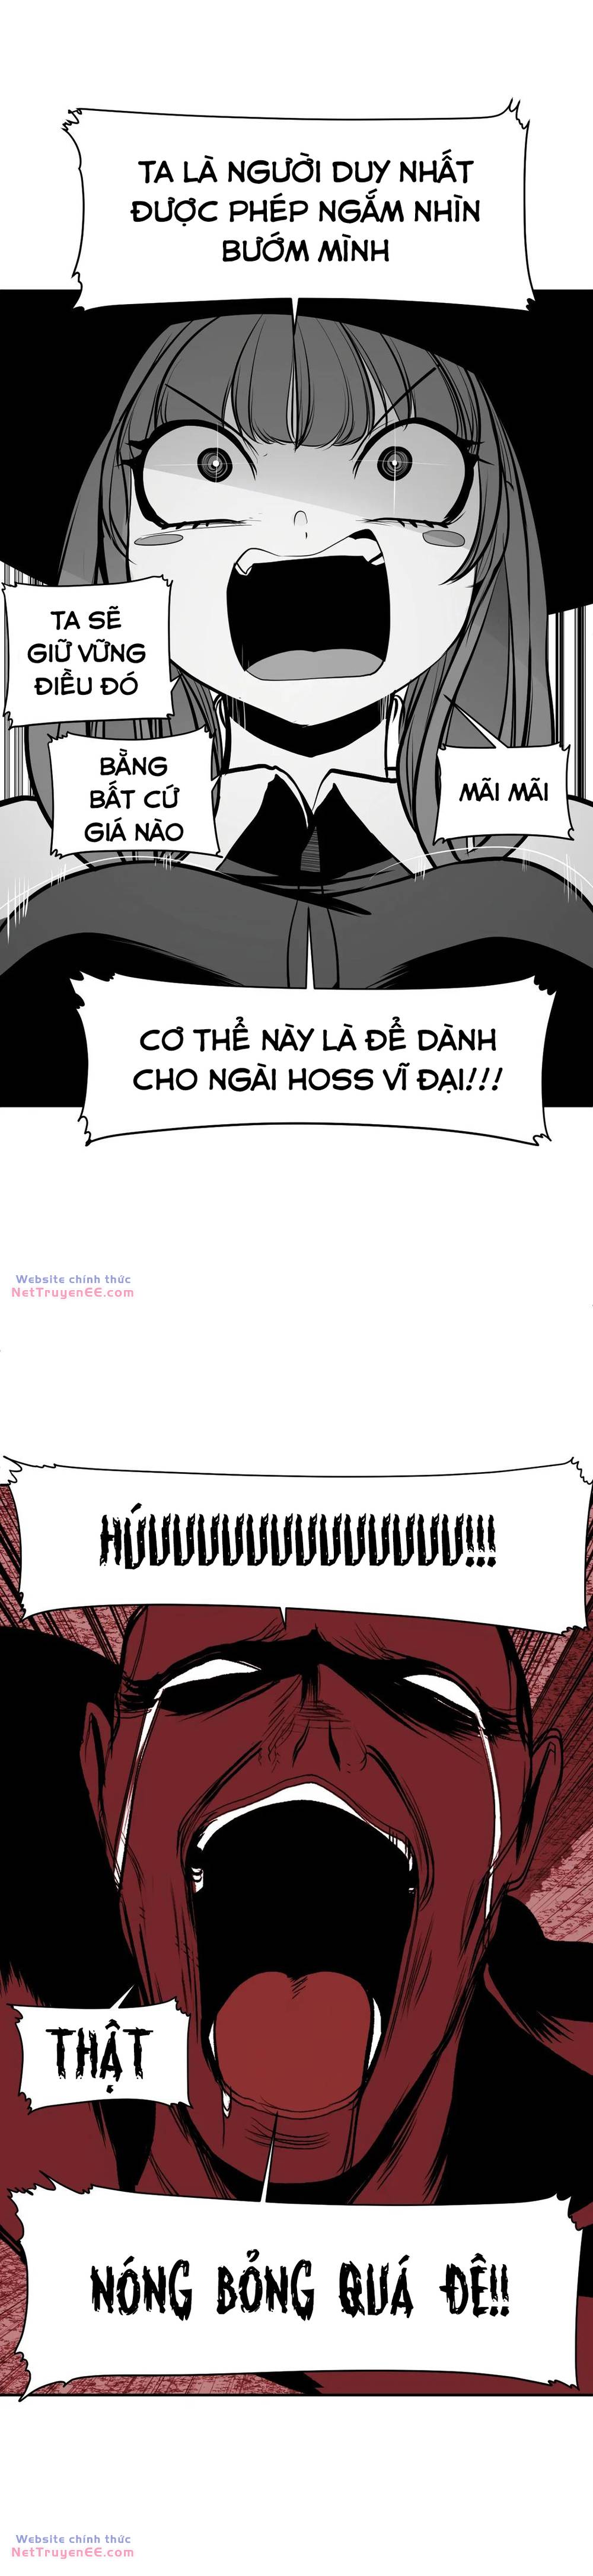 TA LÀ NGƯỜI DUY NHẤT
ĐƯỢC PHÉP NGẮM NHÌN
BƯỚM MÌNH
TA SẼ
GIỮ VỮNG
ĐIỀU ĐÓ
BẰNG
BẤT CỨ
GIÁ NÀO
MÃI MÃI
CƠ THỂ NÀY LÀ ĐỂ DÀNH
CHO NGÀI HOSS VĨ ĐẠI!!!
Website chính thức
NetTruyenEE.com
HÚUUUUUUUUUUUUUU!!!
THẬT
NÓNG BỎNG QUÁ ĐÊ!!
Website chính thức
NetTruyenEE.com